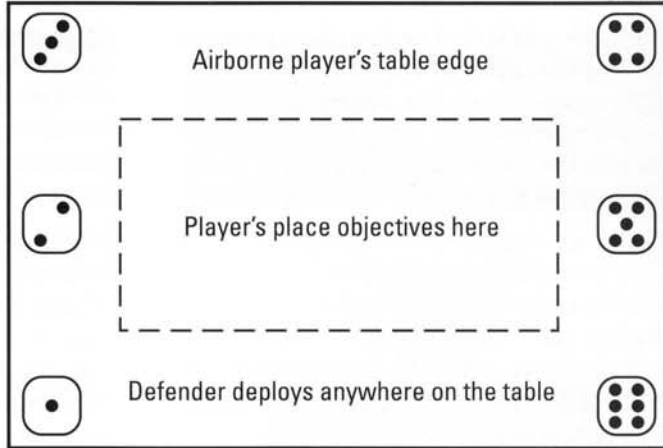 Airborne player's table edge
Player's place objectives here
Defender deploys anywhere on the table